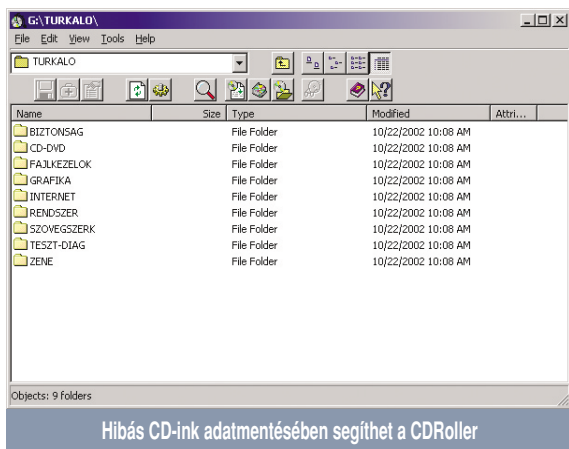 G:\TURKALO\
File Edit View Tools Help
TURKALO
Name Size Type Modified Attri...
BIZTONSAG File Folder 10/22/2002 10:08 AM
CD-DVD File Folder 10/22/2002 10:08 AM
FAJLKEZELOK File Folder 10/22/2002 10:08 AM
GRAFIKA File Folder 10/22/2002 10:08 AM
INTERNET File Folder 10/22/2002 10:08 AM
RENDSZER File Folder 10/22/2002 10:08 AM
SZOVEGSZERK File Folder 10/22/2002 10:08 AM
TESZT-DIAG File Folder 10/22/2002 10:08 AM
ZENE File Folder 10/22/2002 10:08 AM
Objects: 9 folders
Hibás CD-ink adatmentésében segíthet a CDRoller